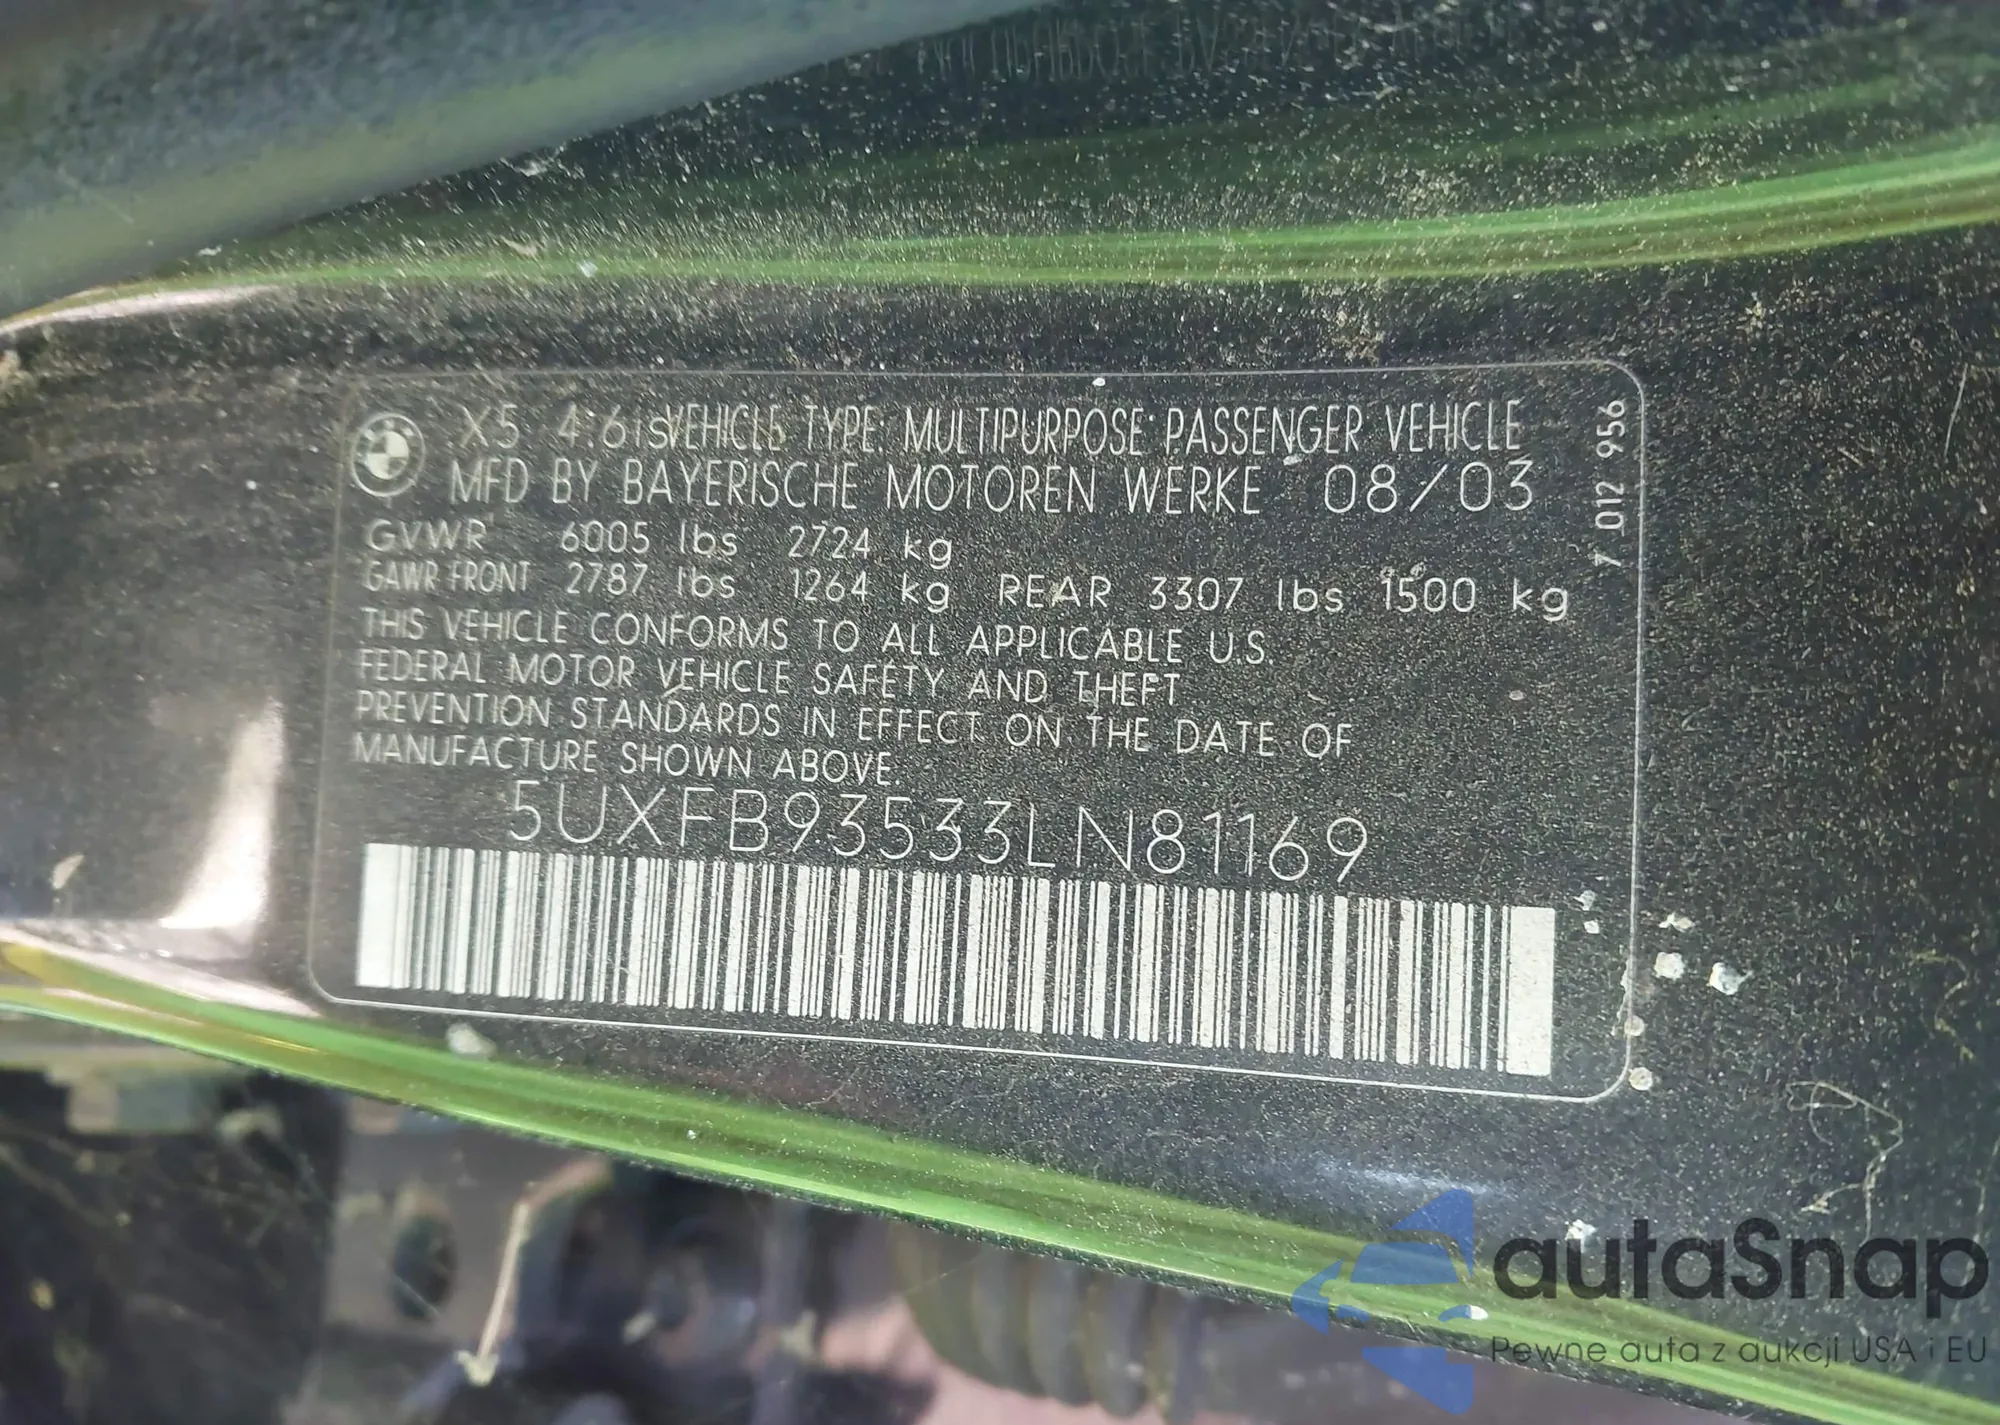 X5 4.6is VEHICLE TYPE: MULTIPURPOSE PASSENGER VEHICLE
MFD BY BAYERISCHE MOTOREN WERKE 08/03
GVWR 6005 lbs 2724 kg
GAWR FRONT 2787 lbs 1264 kg REAR 3307 lbs 1500 kg
THIS VEHICLE CONFORMS TO ALL APPLICABLE U.S.
FEDERAL MOTOR VEHICLE SAFETY AND THEFT
PREVENTION STANDARDS IN EFFECT ON THE DATE OF
MANUFACTURE SHOWN ABOVE.
5UXFB93533LN81169
7 012 956
autaSnap
Pewne auta z aukcji USA i EU